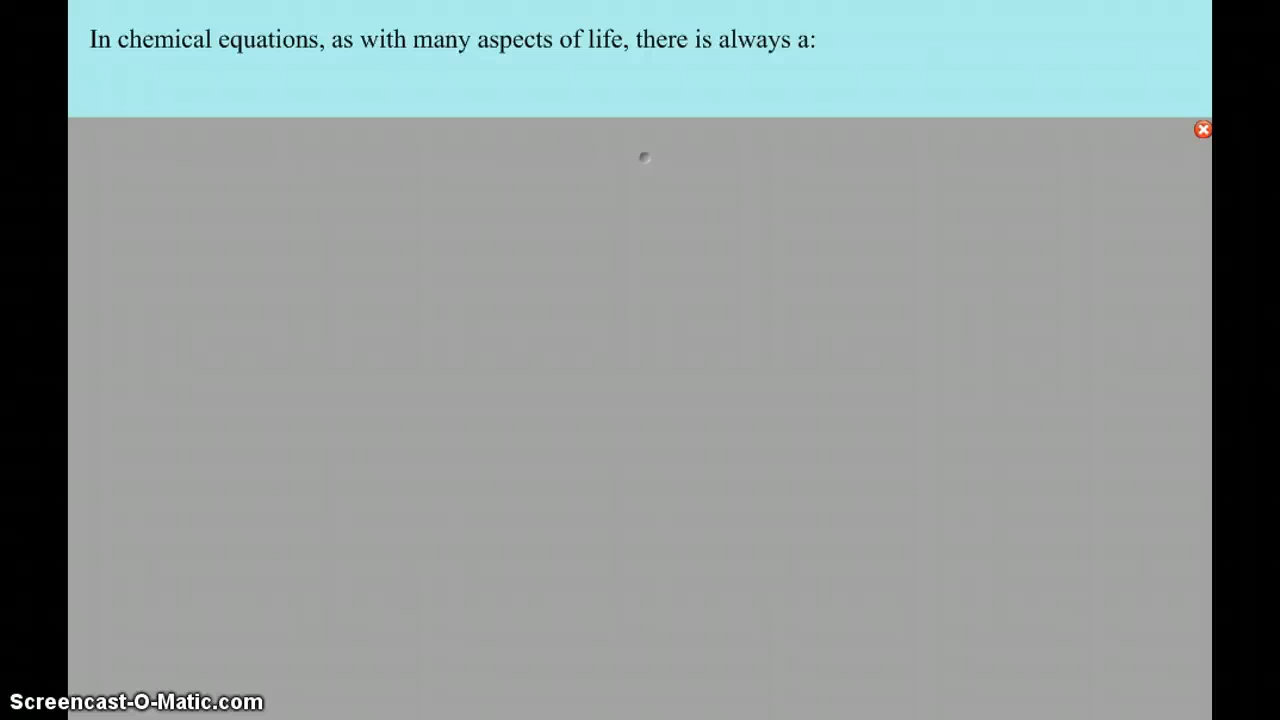 In chemical equations, as with many aspects of life, there is always a:
Screencast-O-Matic.com